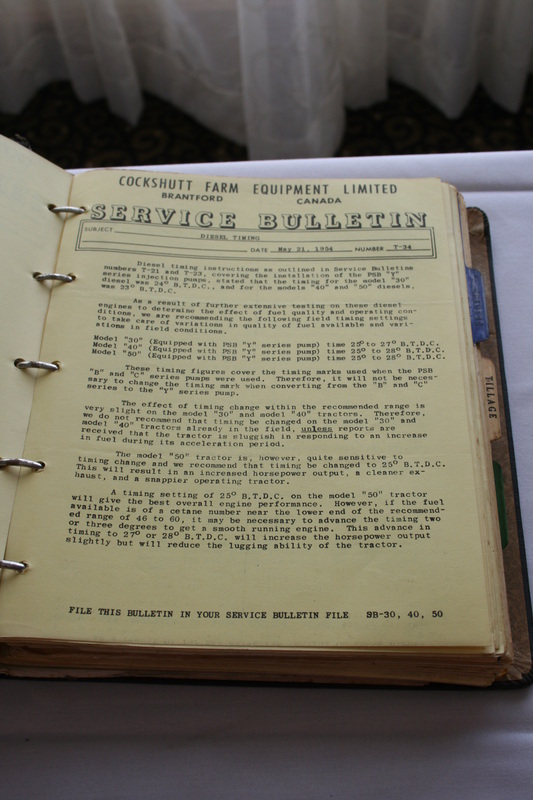 COCKSHUTT FARM EQUIPMENT LIMITED
BRANTFORD CANADA
SERVICE BULLETIN
SUBJECT
DIESEL TIMING
DATE May 21, 1954 NUMBER T-34
Diesel timing instructions as outlined in Service Bulletins
numbers T-21 and T-23, covering the installation of the PSB "Y"
series injection pumps, stated that the timing for the model "30"
diesel was 24° B.T.D.C., and for the models "40" and "50" diesels,
was 23° B.T.D.C.
As a result of further extensive testing on these diesel
engines to determine the effect of fuel quality and operating con-
ditions, we are recommending the following field timing settings
to take care of variations in quality of fuel available and vari-
ations in field conditions.
Model "30" (Equipped with PSB "Y" series pump) time 25° to 27° B.T.D.C.
Model "40" (Equipped with PSB "Y" series pump) time 25° to 28° B.T.D.C.
Model "50" (Equipped with PSB "Y" series pump) time 25° to 28° B.T.D.C.
These timing figures cover the timing marks used when the PSB
"B" and "C" series pumps were used. Therefore, it will not be neces-
sary to change the timing mark when converting from the "B" and "C"
series to the "Y" series pump.
The effect of timing change within the recommended range is
very slight on the model "30" and model "40" tractors. Therefore,
we do not recommend that timing be changed on the model "30" and
model "40" tractors already in the field, unless reports are
received that the tractor is sluggish in responding to an increase
in fuel during its acceleration period.
The model "50" tractor is, however, quite sensitive to
timing change and we recommend that timing be changed to 25° B.T.D.C.
This will result in an increased horsepower output, a cleaner ex-
haust, and a snappier operating tractor.
A timing setting of 25° B.T.D.C. on the model "50" tractor
will give the best overall engine performance. However, if the fuel
available is of a cetane number near the lower end of the recommend-
ed range of 46 to 60, it may be necessary to advance the timing two
or three degrees to get a smooth running engine. This advance in
timing to 27° or 28° B.T.D.C. will increase the horsepower output
slightly but will reduce the lugging ability of the tractor.
FILE THIS BULLETIN IN YOUR SERVICE BULLETIN FILE SB-30, 40, 50
TILLAGE